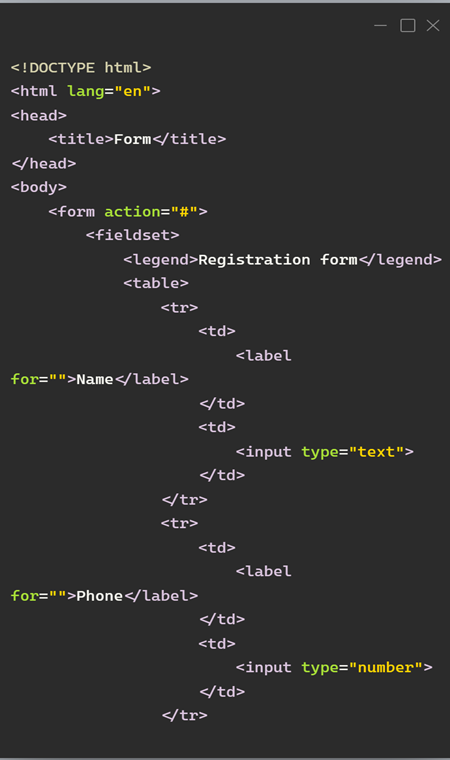 <!DOCTYPE html>
<html lang="en">
<head>
    <title>Form</title>
</head>
<body>
    <form action="#">
        <fieldset>
            <legend>Registration form</legend>
            <table>
                <tr>
                    <td>
                        <label
for="">Name</label>
                    </td>
                    <td>
                        <input type="text">
                    </td>
                </tr>
                <tr>
                    <td>
                        <label
for="">Phone</label>
                    </td>
                    <td>
                        <input type="number">
                    </td>
                </tr>